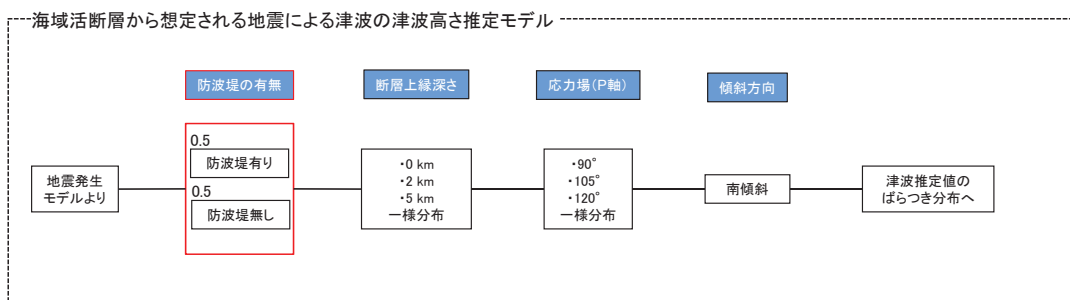 海域活断層から想定される地震による津波の津波高さ推定モデル
防波堤の有無
断層上縁深さ
応力場(P軸)
傾斜方向
地震発生
モデルより
0.5
防波堤有り
0.5
防波堤無し
・0 km
・2 km
・5 km
一様分布
・90°
・105°
・120°
一様分布
南傾斜
津波推定値の
ばらつき分布へ